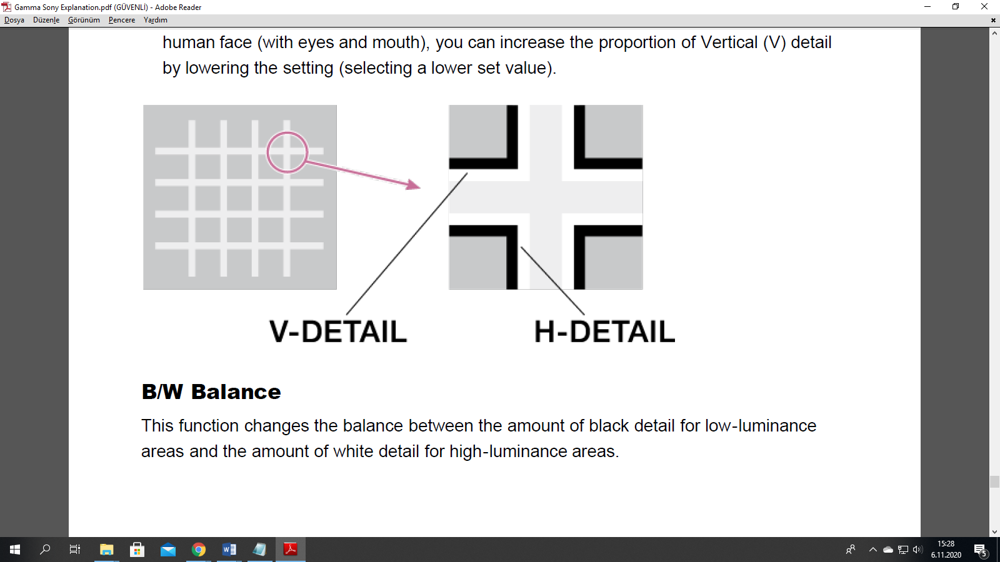 Gamma Sony Explanation.pdf (GÜVENLİ) - Adobe Reader
Dosya Düzenle Görünüm Pencere Yardım
human face (with eyes and mouth), you can increase the proportion of Vertical (V) detail
by lowering the setting (selecting a lower set value).
V-DETAIL
H-DETAIL
B/W Balance
This function changes the balance between the amount of black detail for low-luminance
areas and the amount of white detail for high-luminance areas.
W
15:28
6.11.2020
5